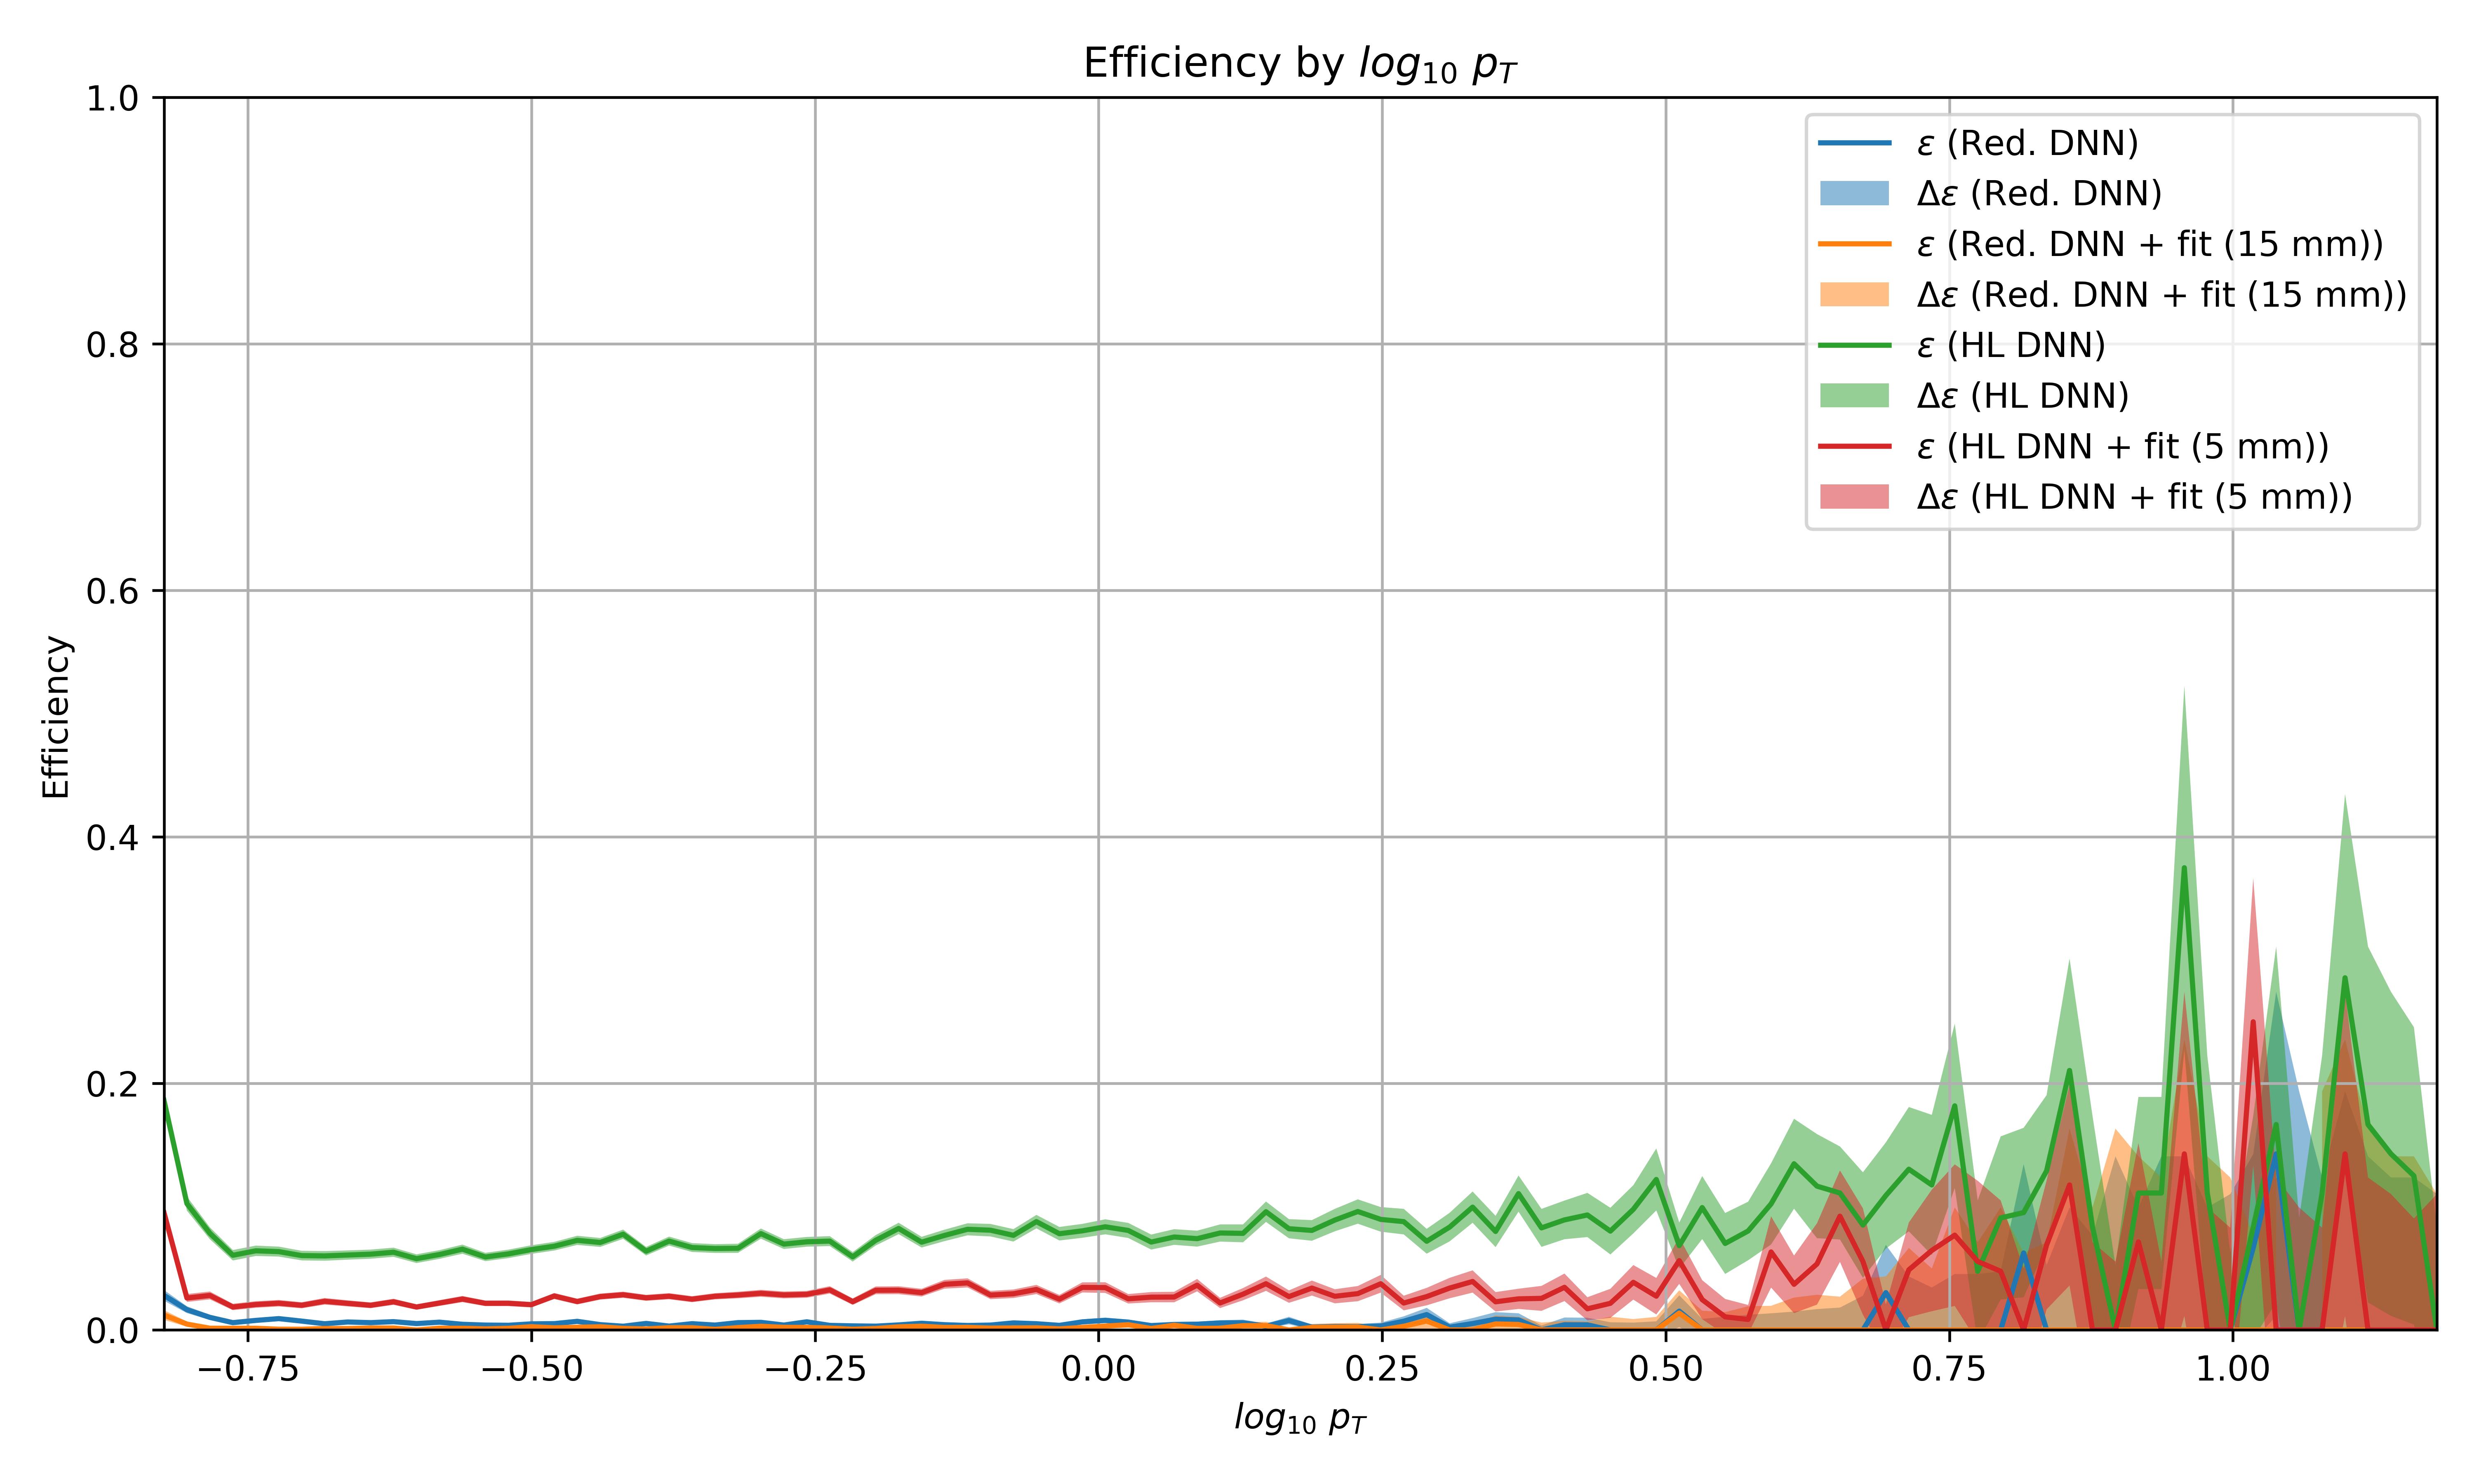 Efficiency by log₁₀ p_T
1.0
0.8
0.6
0.4
0.2
0.0
Efficiency
ε (Red. DNN)
Δε (Red. DNN)
ε (Red. DNN + fit (15 mm))
Δε (Red. DNN + fit (15 mm))
ε (HL DNN)
Δε (HL DNN)
ε (HL DNN + fit (5 mm))
Δε (HL DNN + fit (5 mm))
−0.75 −0.50 −0.25 0.00 0.25 0.50 0.75 1.00
log₁₀ p_T